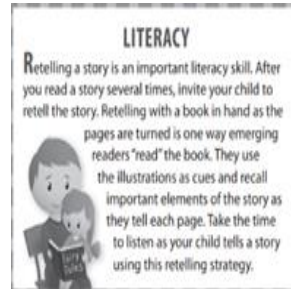 LITERACY
Retelling a story is an important literacy skill. After
you read a story several times, invite your child to
retell the story. Retelling with a book in hand as the
pages are turned is one way emerging
readers "read" the book. They use
the illustrations as cues and recall
important elements of the story as
they tell each page. Take the time
to listen as your child tells a story
using this retelling strategy.